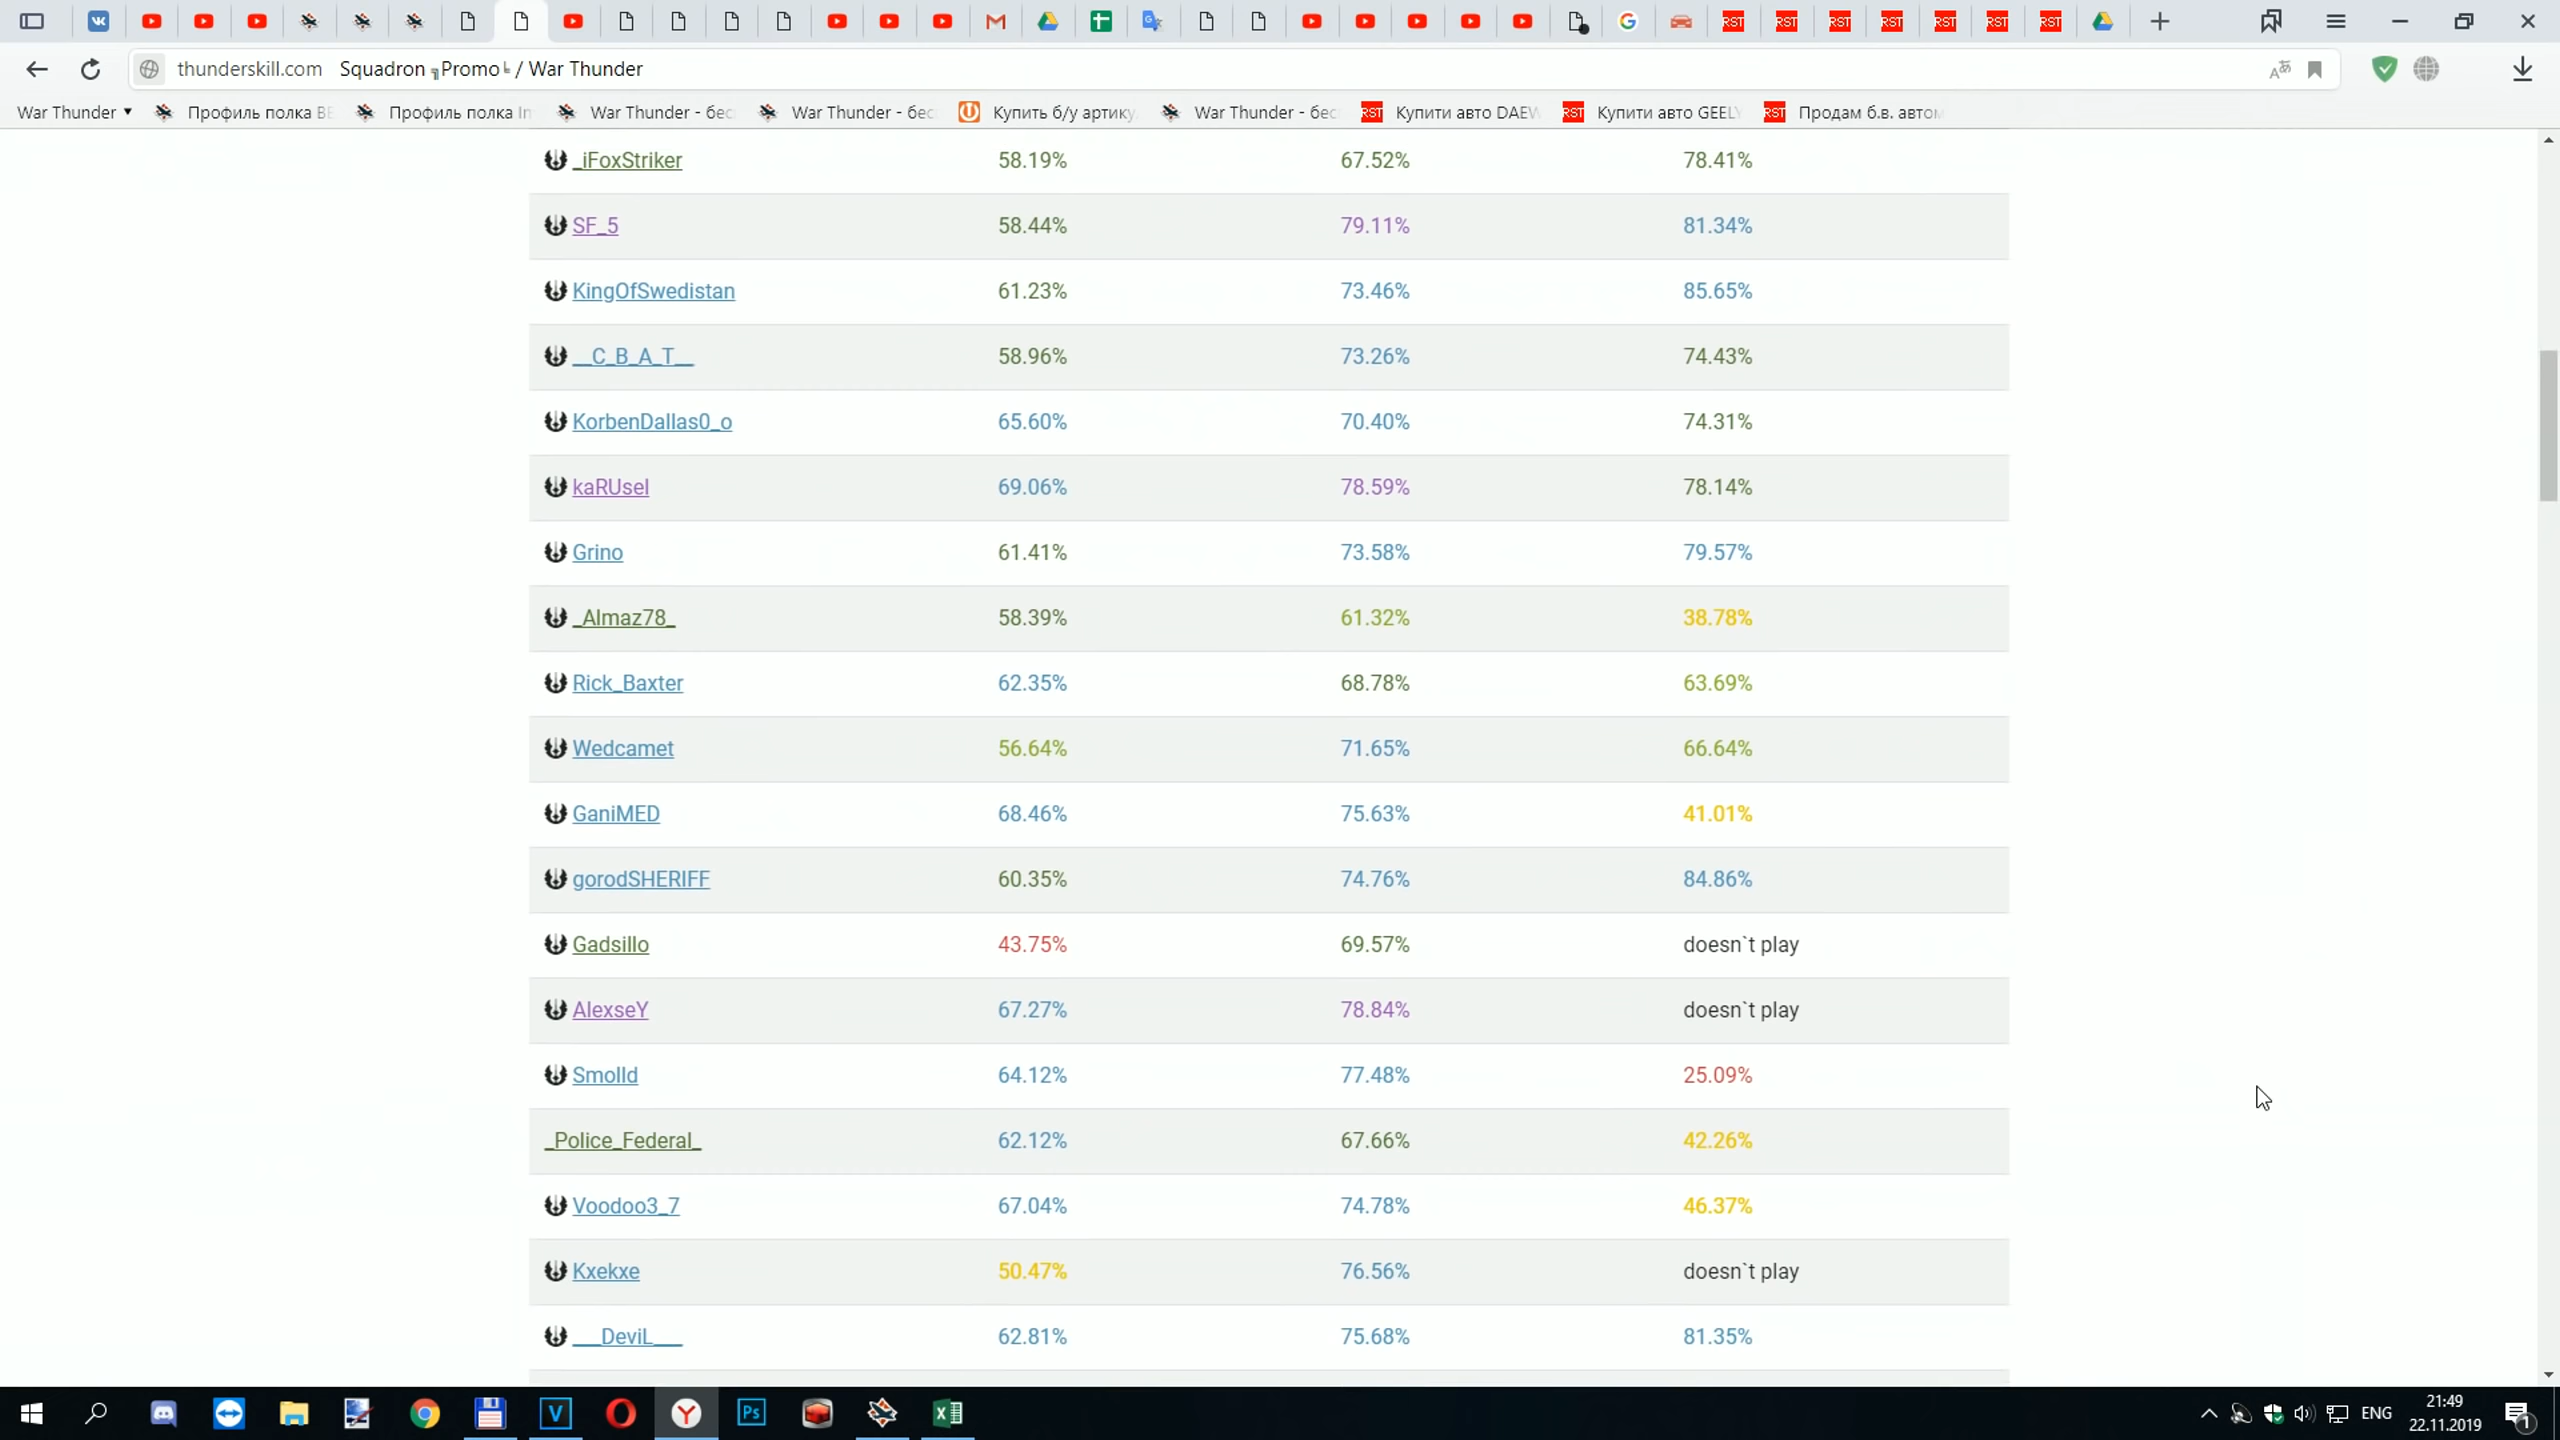 thunderskill.com Squadron ╗Promo╚ / War Thunder
War Thunder Профиль полка BE Профиль полка In War Thunder - бес War Thunder - бес Купить б/у артику War Thunder - бес RST Купити авто DAEW RST Купити авто GEELY RST Продам б.в. автом
_iFoxStriker 58.19% 67.52% 78.41%
SF_5 58.44% 79.11% 81.34%
KingOfSwedistan 61.23% 73.46% 85.65%
__C_B_A_T__ 58.96% 73.26% 74.43%
KorbenDallas0_o 65.60% 70.40% 74.31%
kaRUsel 69.06% 78.59% 78.14%
Grino 61.41% 73.58% 79.57%
_Almaz78_ 58.39% 61.32% 38.78%
Rick_Baxter 62.35% 68.78% 63.69%
Wedcamet 56.64% 71.65% 66.64%
GaniMED 68.46% 75.63% 41.01%
gorodSHERIFF 60.35% 74.76% 84.86%
Gadsillo 43.75% 69.57% doesn`t play
AlexseY 67.27% 78.84% doesn`t play
Smolld 64.12% 77.48% 25.09%
_Police_Federal_ 62.12% 67.66% 42.26%
Voodoo3_7 67.04% 74.78% 46.37%
Kxekxe 50.47% 76.56% doesn`t play
___DeviL___ 62.81% 75.68% 81.35%
ENG 21:49
22.11.2019